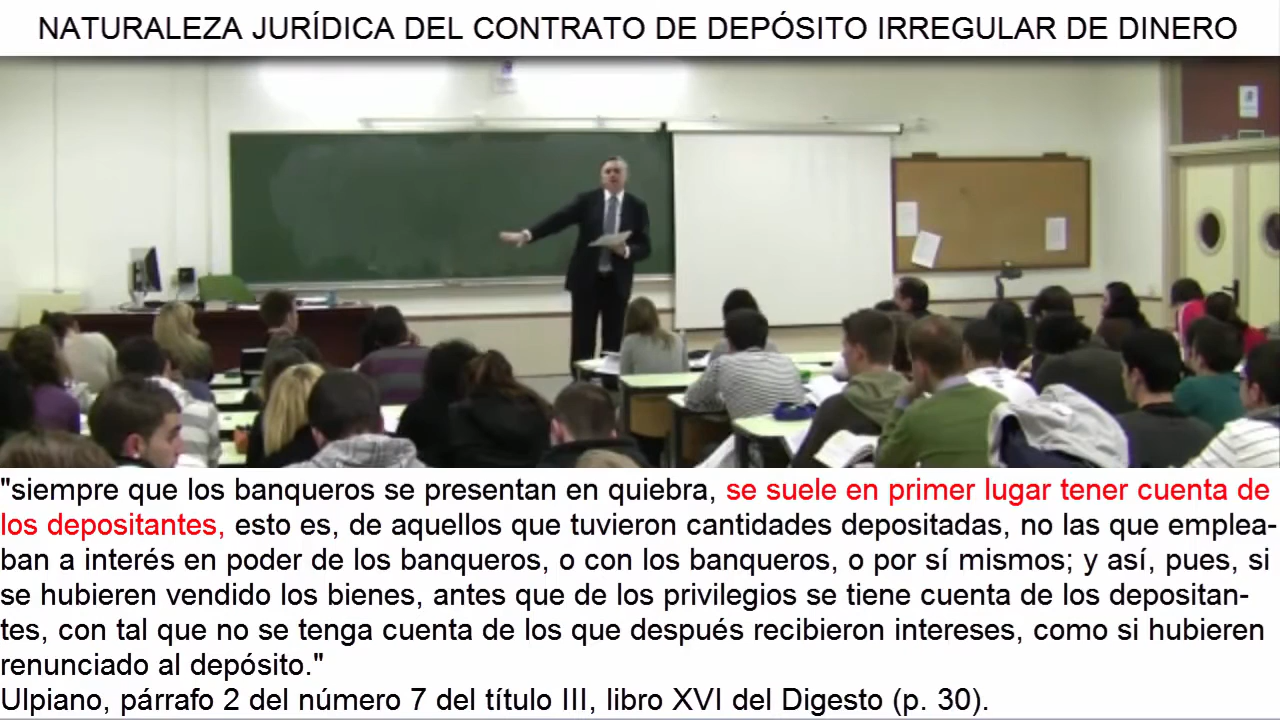 NATURALEZA JURÍDICA DEL CONTRATO DE DEPÓSITO IRREGULAR DE DINERO
"siempre que los banqueros se presentan en quiebra, se suele en primer lugar tener cuenta de
los depositantes, esto es, de aquellos que tuvieron cantidades depositadas, no las que emplea-
ban a interés en poder de los banqueros, o con los banqueros, o por sí mismos; y así, pues, si
se hubieren vendido los bienes, antes que de los privilegios se tiene cuenta de los depositan-
tes, con tal que no se tenga cuenta de los que después recibieron intereses, como si hubieren
renunciado al depósito."
Ulpiano, párrafo 2 del número 7 del título III, libro XVI del Digesto (p. 30).